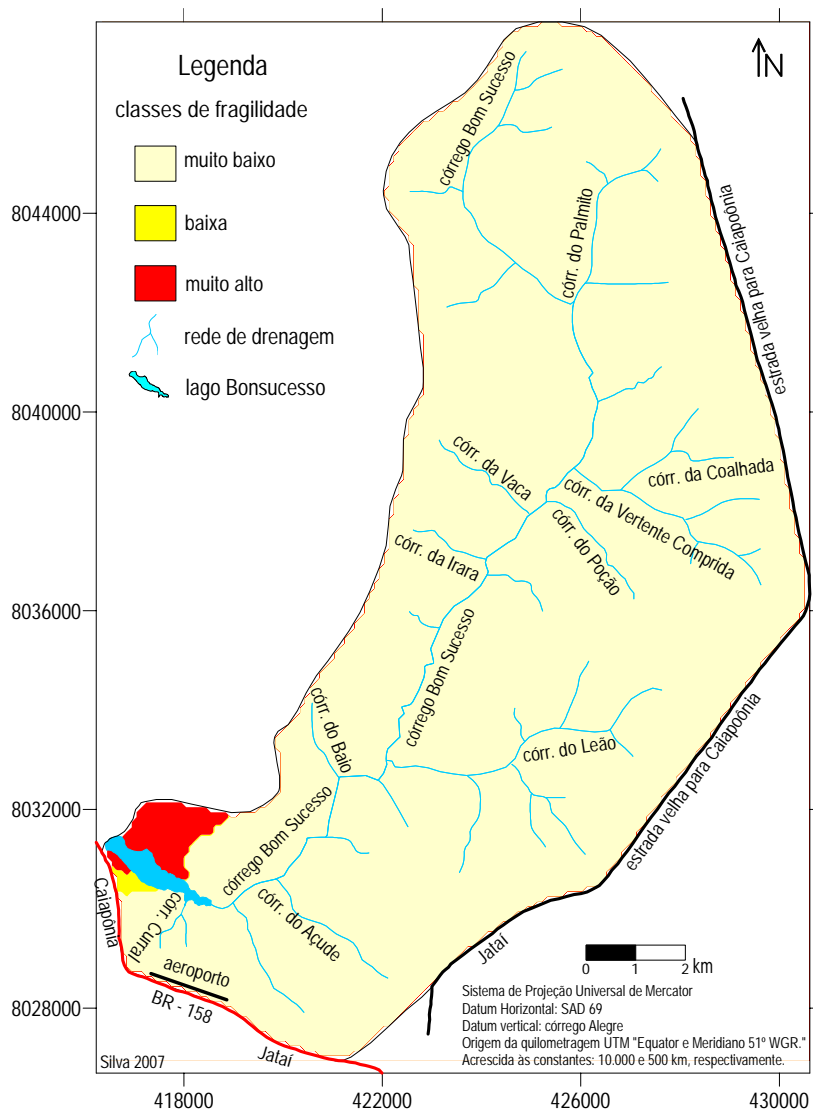 Legenda
classes de fragilidade
muito baixo
baixa
muito alto
rede de drenagem
lago Bonsucesso
N
córrego Bom Sucesso
córr. do Palmito
estrada velha para Caiapoônia
córr. da Vaca
córr. da Coalhada
córr. da Vertente Comprida
córr. do Poção
córr. da Irara
córrego Bom Sucesso
córr. do Baio
córr. do Leão
estrada velha para Caiapoônia
córrego Bom Sucesso
Caiapônia
córr. Curral
córr. do Açude
aeroporto
BR - 158
Jataí
Jataí
0 1 2 km
Sistema de Projeção Universal de Mercator
Datum Horizontal: SAD 69
Datum vertical: córrego Alegre
Origem da quilometragem UTM "Equator e Meridiano 51º WGR."
Acrescida às constantes: 10.000 e 500 km, respectivamente.
Silva 2007
8044000
8040000
8036000
8032000
8028000
418000 422000 426000 430000